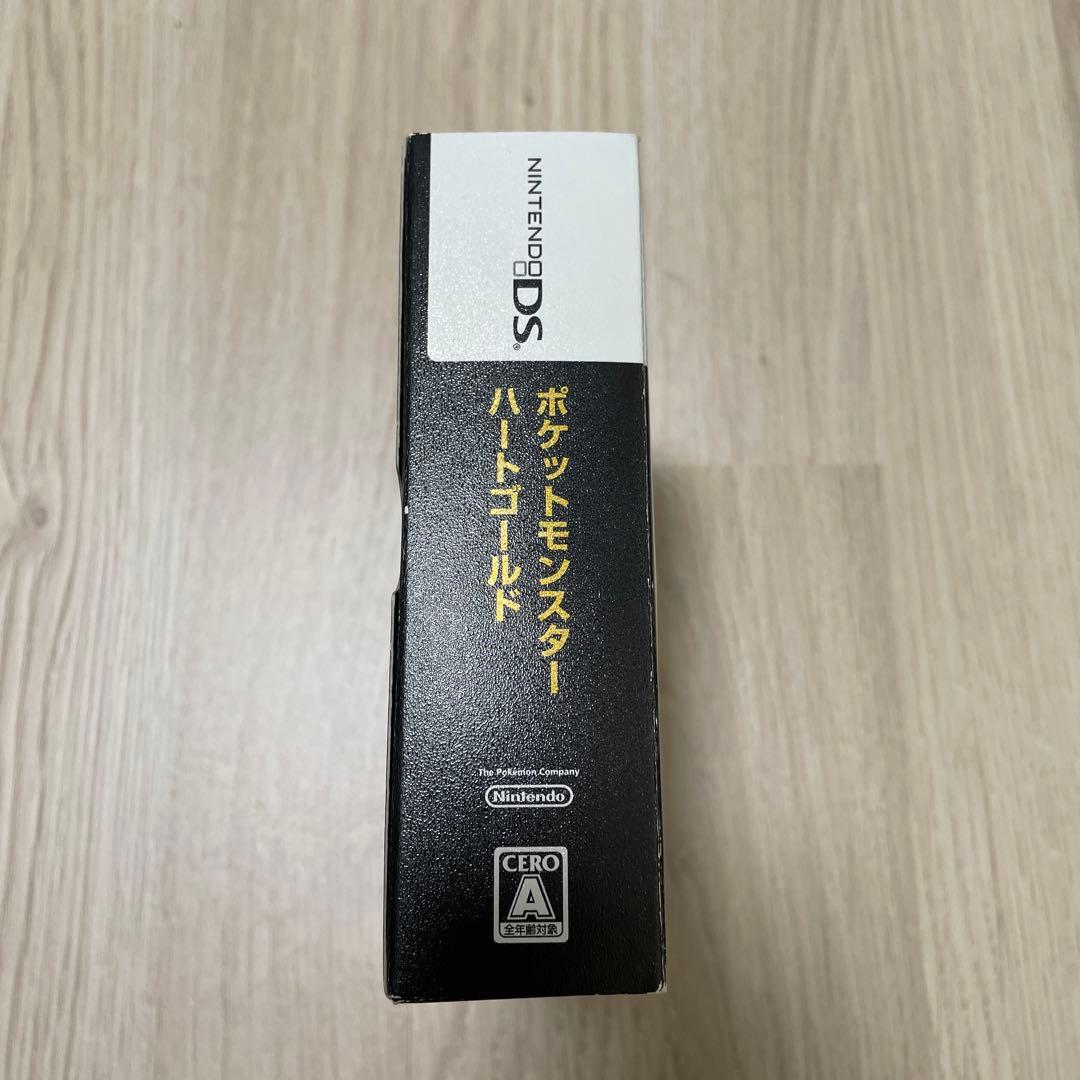 NINTENDO DS®
ポケットモンスター
ハートゴールド
The Pokémon Company
Nintendo
CERO
A
全年齢対象